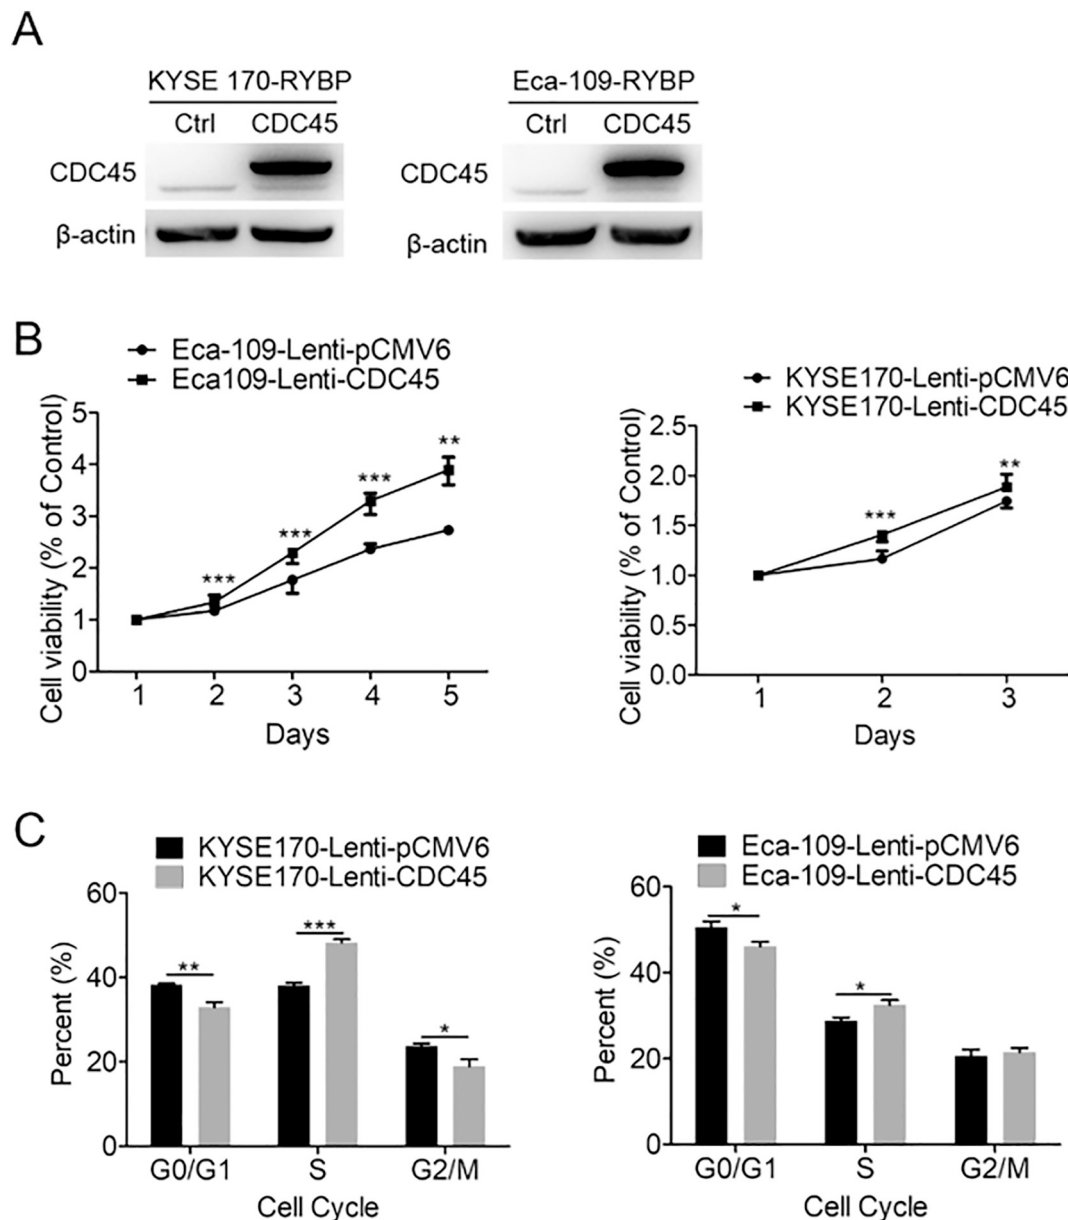 A
KYSE 170-RYBP
Ctrl CDC45
CDC45
β-actin
Eca-109-RYBP
Ctrl CDC45
CDC45
β-actin
B
Eca-109-Lenti-pCMV6
Eca109-Lenti-CDC45
Cell viability (% of Control)
5
4
3
2
1
0
** 
***
***
***
1 2 3 4 5
Days
KYSE170-Lenti-pCMV6
KYSE170-Lenti-CDC45
Cell viability (% of Control)
2.5
2.0
1.5
1.0
0.5
0.0
**
***
1 2 3
Days
C
KYSE170-Lenti-pCMV6
KYSE170-Lenti-CDC45
Percent (%)
60
40
20
0
** *** *
G0/G1 S G2/M
Cell Cycle
Eca-109-Lenti-pCMV6
Eca-109-Lenti-CDC45
Percent (%)
60
40
20
0
* *
G0/G1 S G2/M
Cell Cycle